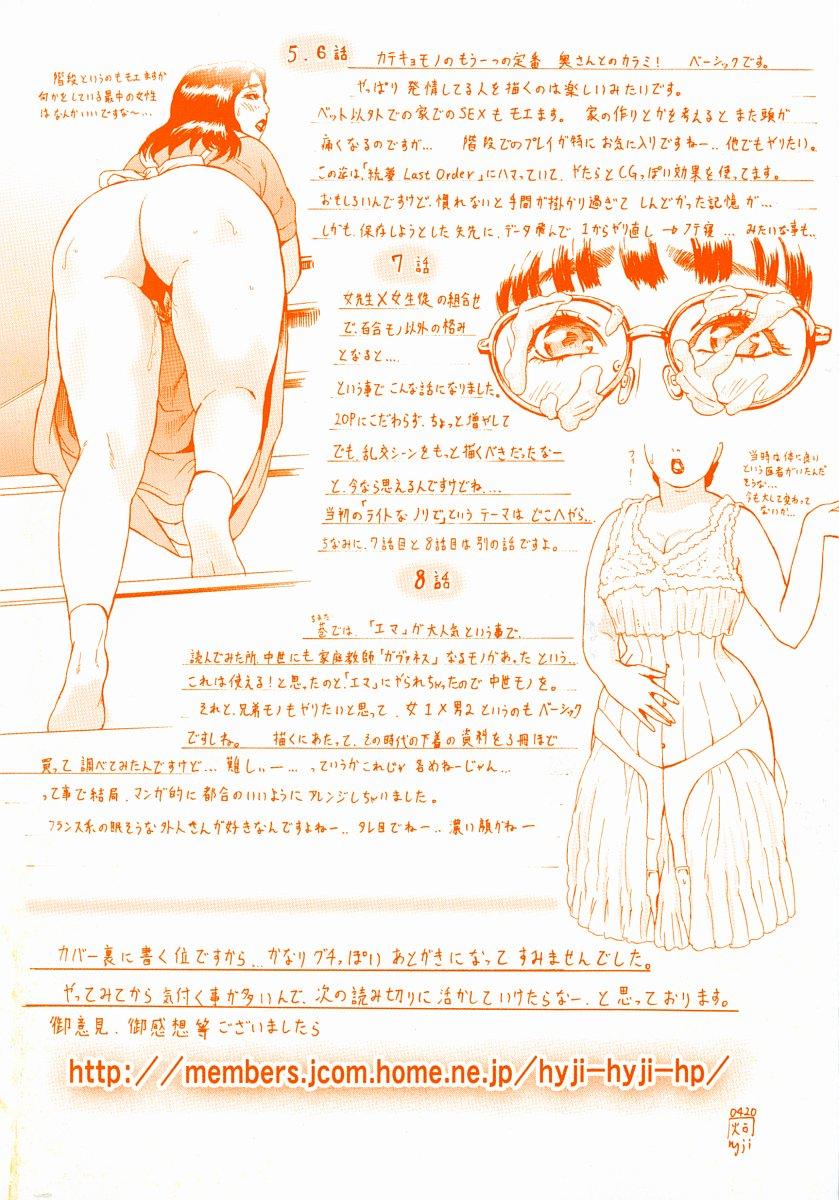 5.6話
カテキョモノのもう一つの定番 奥さんとのカラミ! ベーシックです。
やっぱり発情してる人を描くのは楽しいみたいです。
ベット以外での家でのSEXもモエます。 家の作りとかを考えるとまた頭が
痛くなるのですが… 階段でのプレイが特にお気に入りですねー.. 他でもやりたい。
この姿は「銃着 Last Order」にハマっていて、やたらとCGっぽい効果を使ってます。
おもしろいんですけど、慣れないと手間が掛かり過ぎてしんどかった記憶が…
しかも、保存しようとした矢先に、データ飛んで1からやり直し→フテ寝…みたいな事も..
階段というのもモエますが
何かをしている最中の女性
はなんかいいですな〜…
7話
女先生×女生徒の組合せ
で、百合モノ以外の絡み
となると…
という事でこんな話になりました。
20Pにこだわらず、ちょっと増やして
でも、乱交シーンをもっと描くべきだったなー
と、今なら思えるんですけどね….
当初の「ライトなノリで」というテーマはどこへやら..
ちなみに、7話目と8話目は別の話ですよ。
フィー!
当時は体に良い
という医者がいたんだ
そうな…
今も大して変わって
ないか…
8話
ちまた
巷では、「エマ」が大人気という事で、
読んでみた所、中世にも家庭教師「ガヴァネス」なるモノがあったという..
これは使える!と思ったのと、「エマ」にやられちゃったので中世モノを。
それと、兄弟モノもやりたいと思って、女1×男2というのもベーシック
ですしね。 描くにあたって、その時代の下着の資料を3冊ほど
買って調べてみたんですけど… 難しぃー… っていうかこれじゃ 名めねーじゃん…
って事で結局、マンガ的に都合のいいようにアレンジしちゃいました。
フランス系の眠そうな外人さんが好きなんですよねー.. タレ目でねー.. 濃い顔がねー
カバー裏に書く位ですから… かなりグチっぽいあとがきになってすみませんでした。
やってみてから気付く事が多いんで、次の読み切りに活かしていけたらなー、と思っております。
御意見、御感想等ございましたら
http://members.jcom.home.ne.jp/hyji-hyji-hp/
0420
hyji